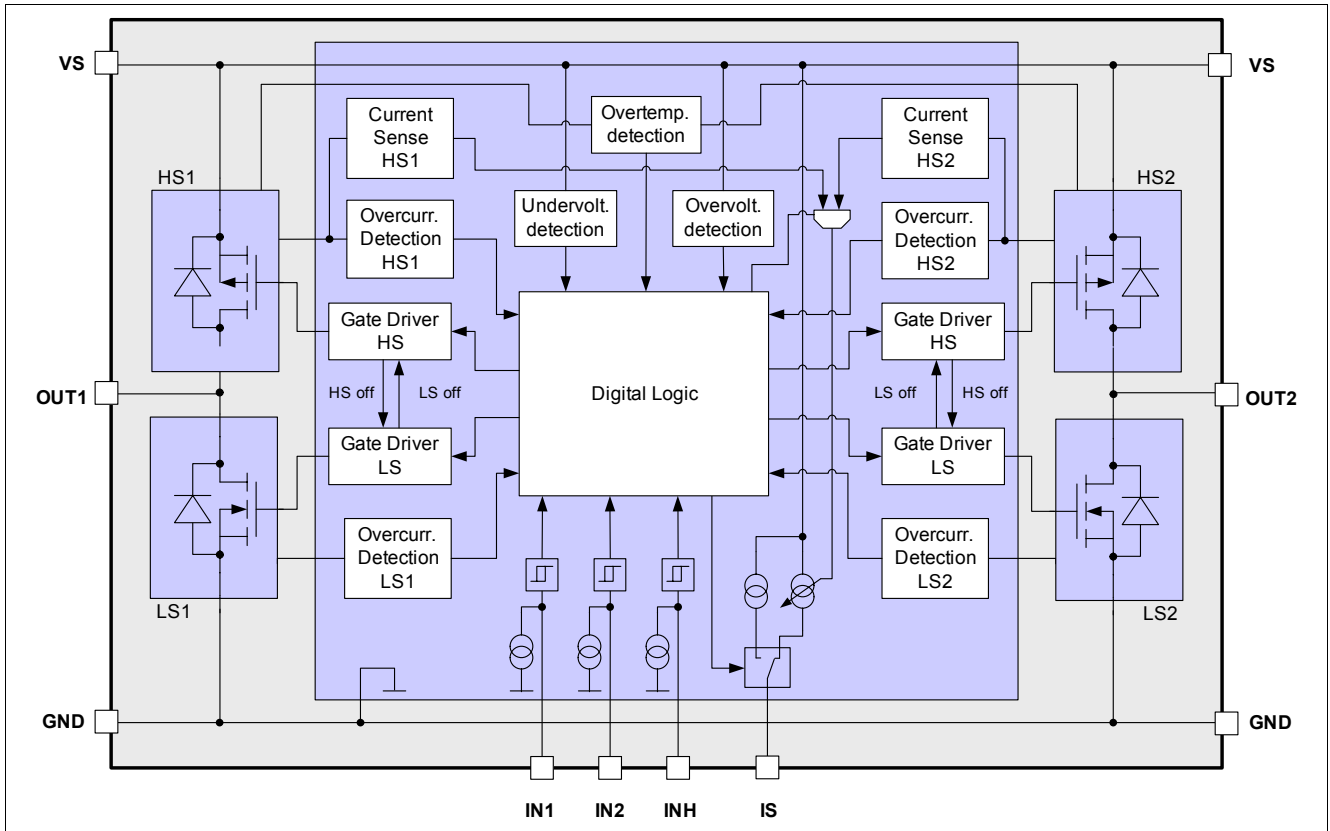 VS
VS
Current
Sense
HS1
Overtemp.
detection
Current
Sense
HS2
HS1
HS2
Undervolt.
detection
Overvolt.
detection
Overcurr.
Detection
HS1
Overcurr.
Detection
HS2
Gate Driver
HS
Gate Driver
HS
Digital Logic
HS off
LS off
LS off
HS off
OUT1
OUT2
Gate Driver
LS
Gate Driver
LS
Overcurr.
Detection
LS1
Overcurr.
Detection
LS2
LS1
LS2
GND
GND
IN1
IN2
INH
IS